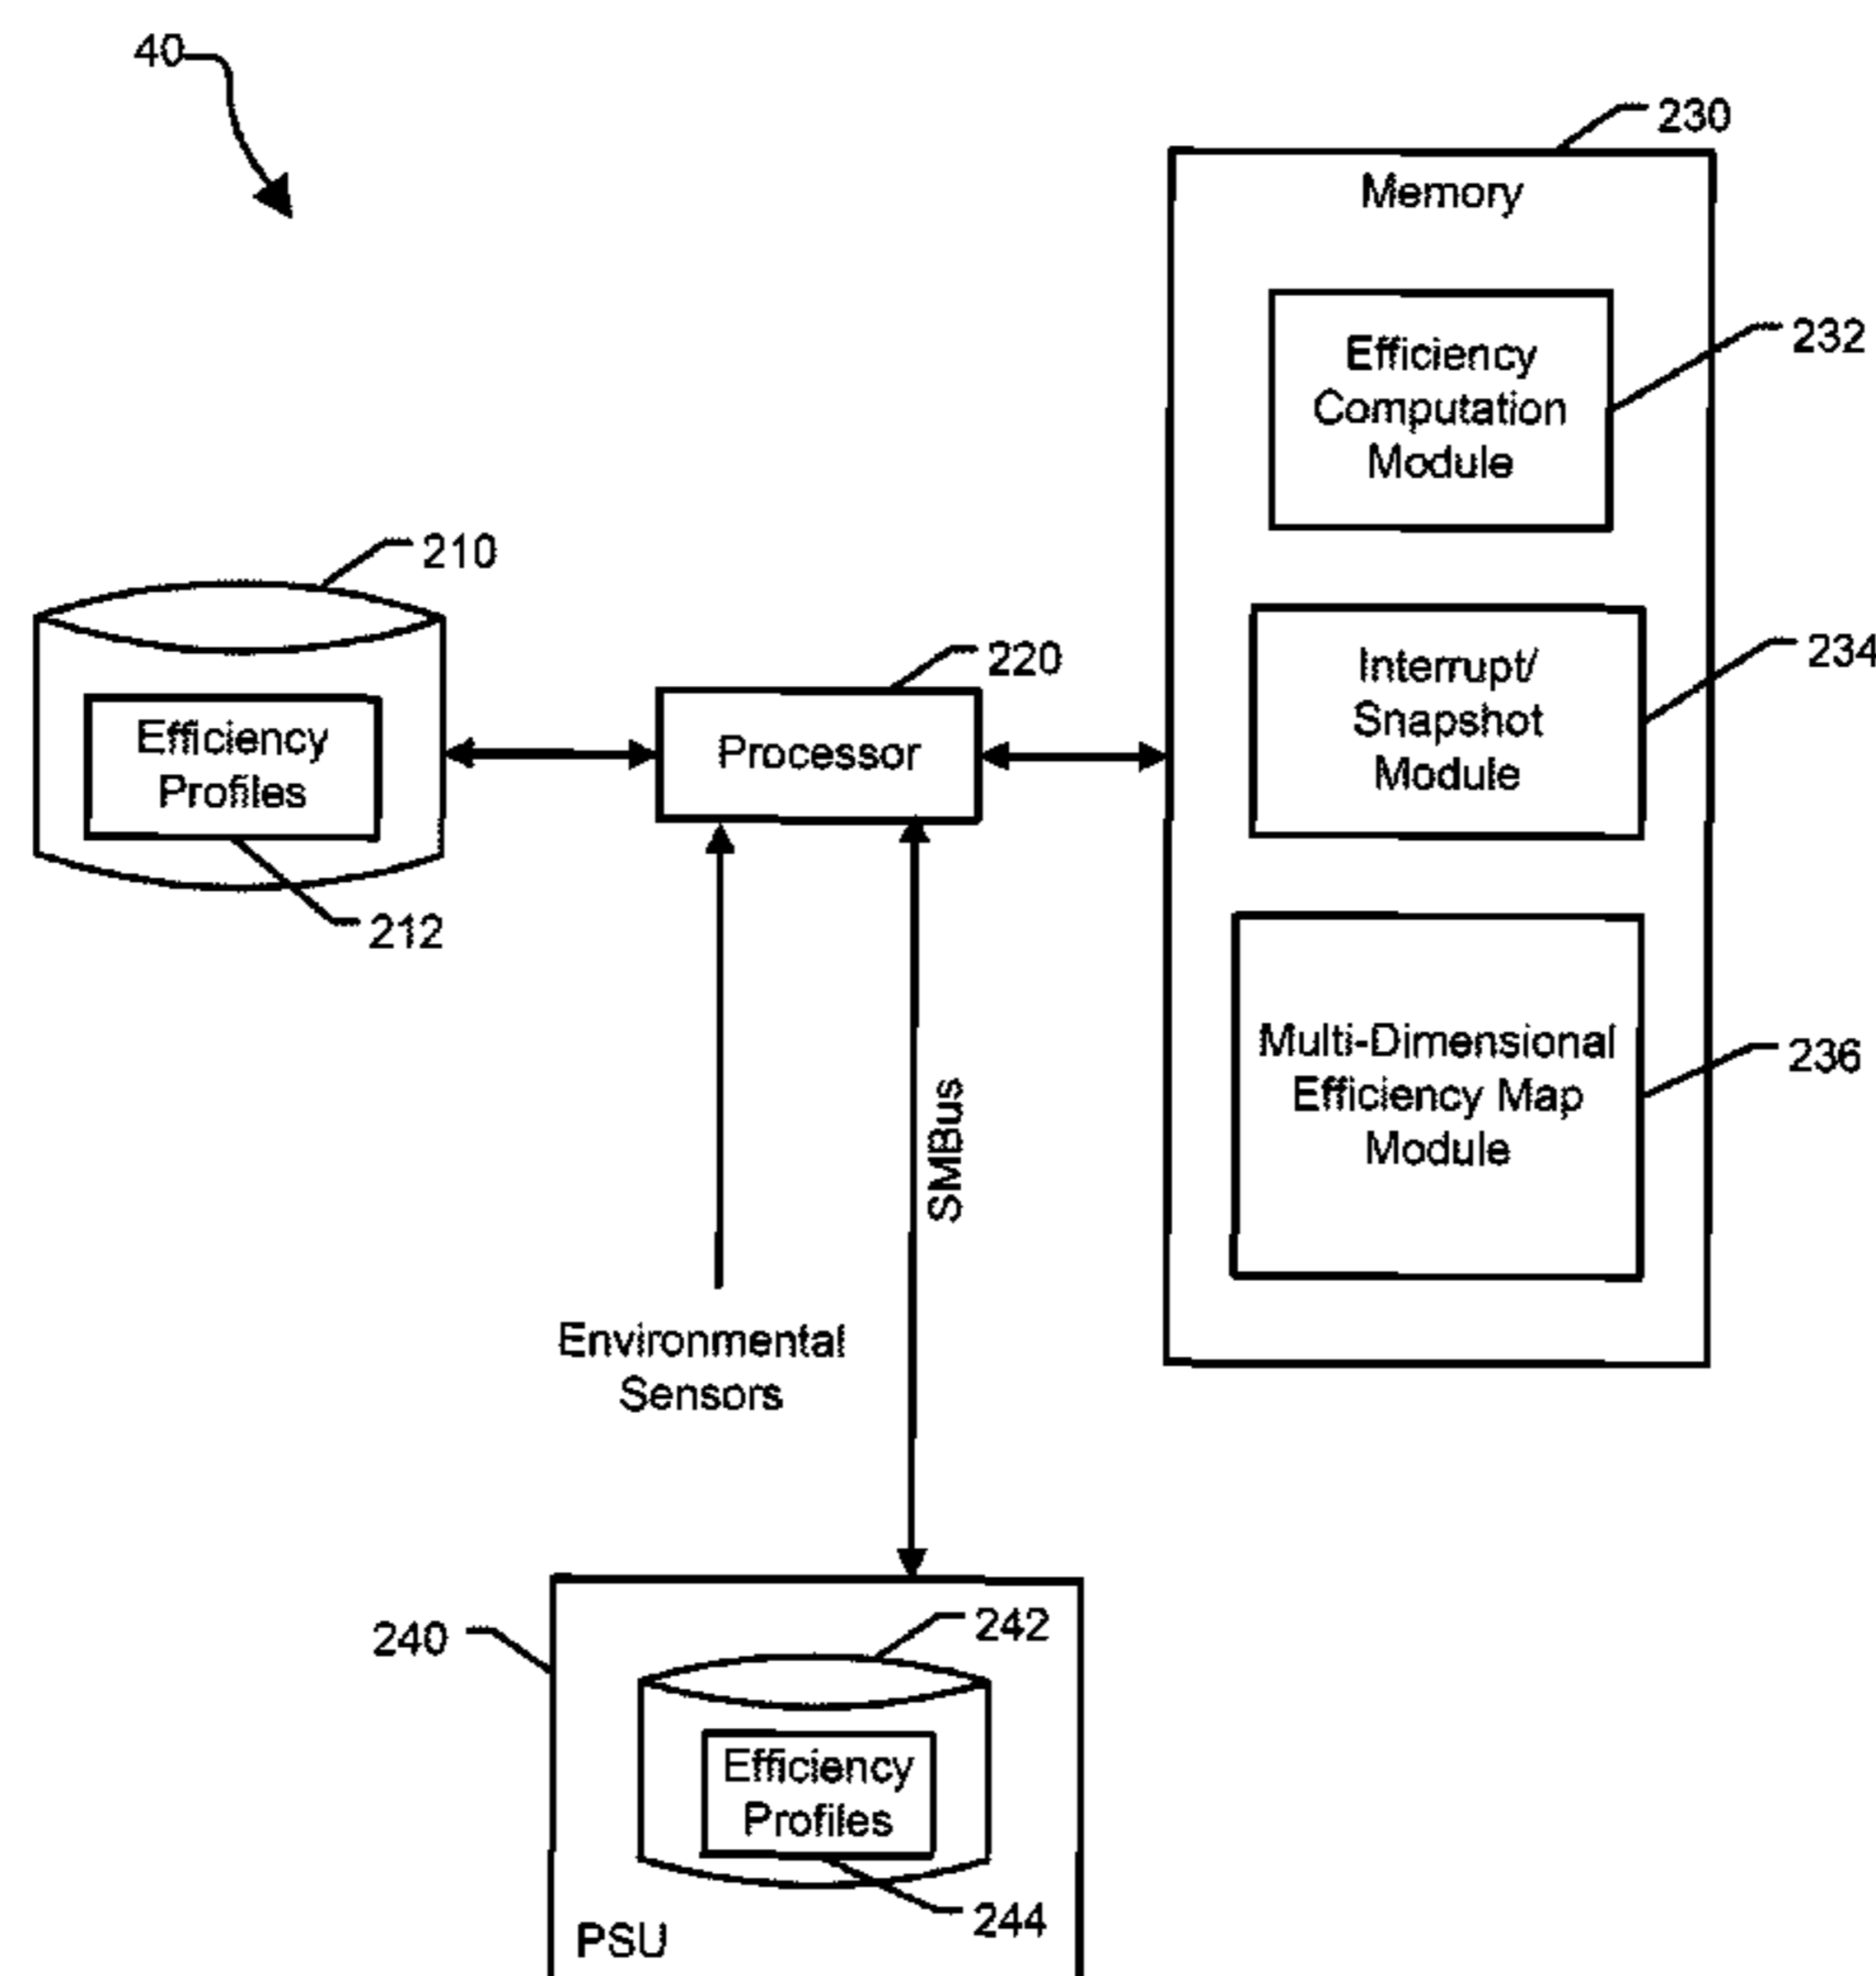 40
230
Memory
Efficiency
Computation
Module
232
210
Efficiency
Profiles
212
220
Processor
Interrupt/
Snapshot
Module
234
Multi-Dimensional
Efficiency Map
Module
236
SMBus
Environmental
Sensors
240
242
Efficiency
Profiles
244
PSU